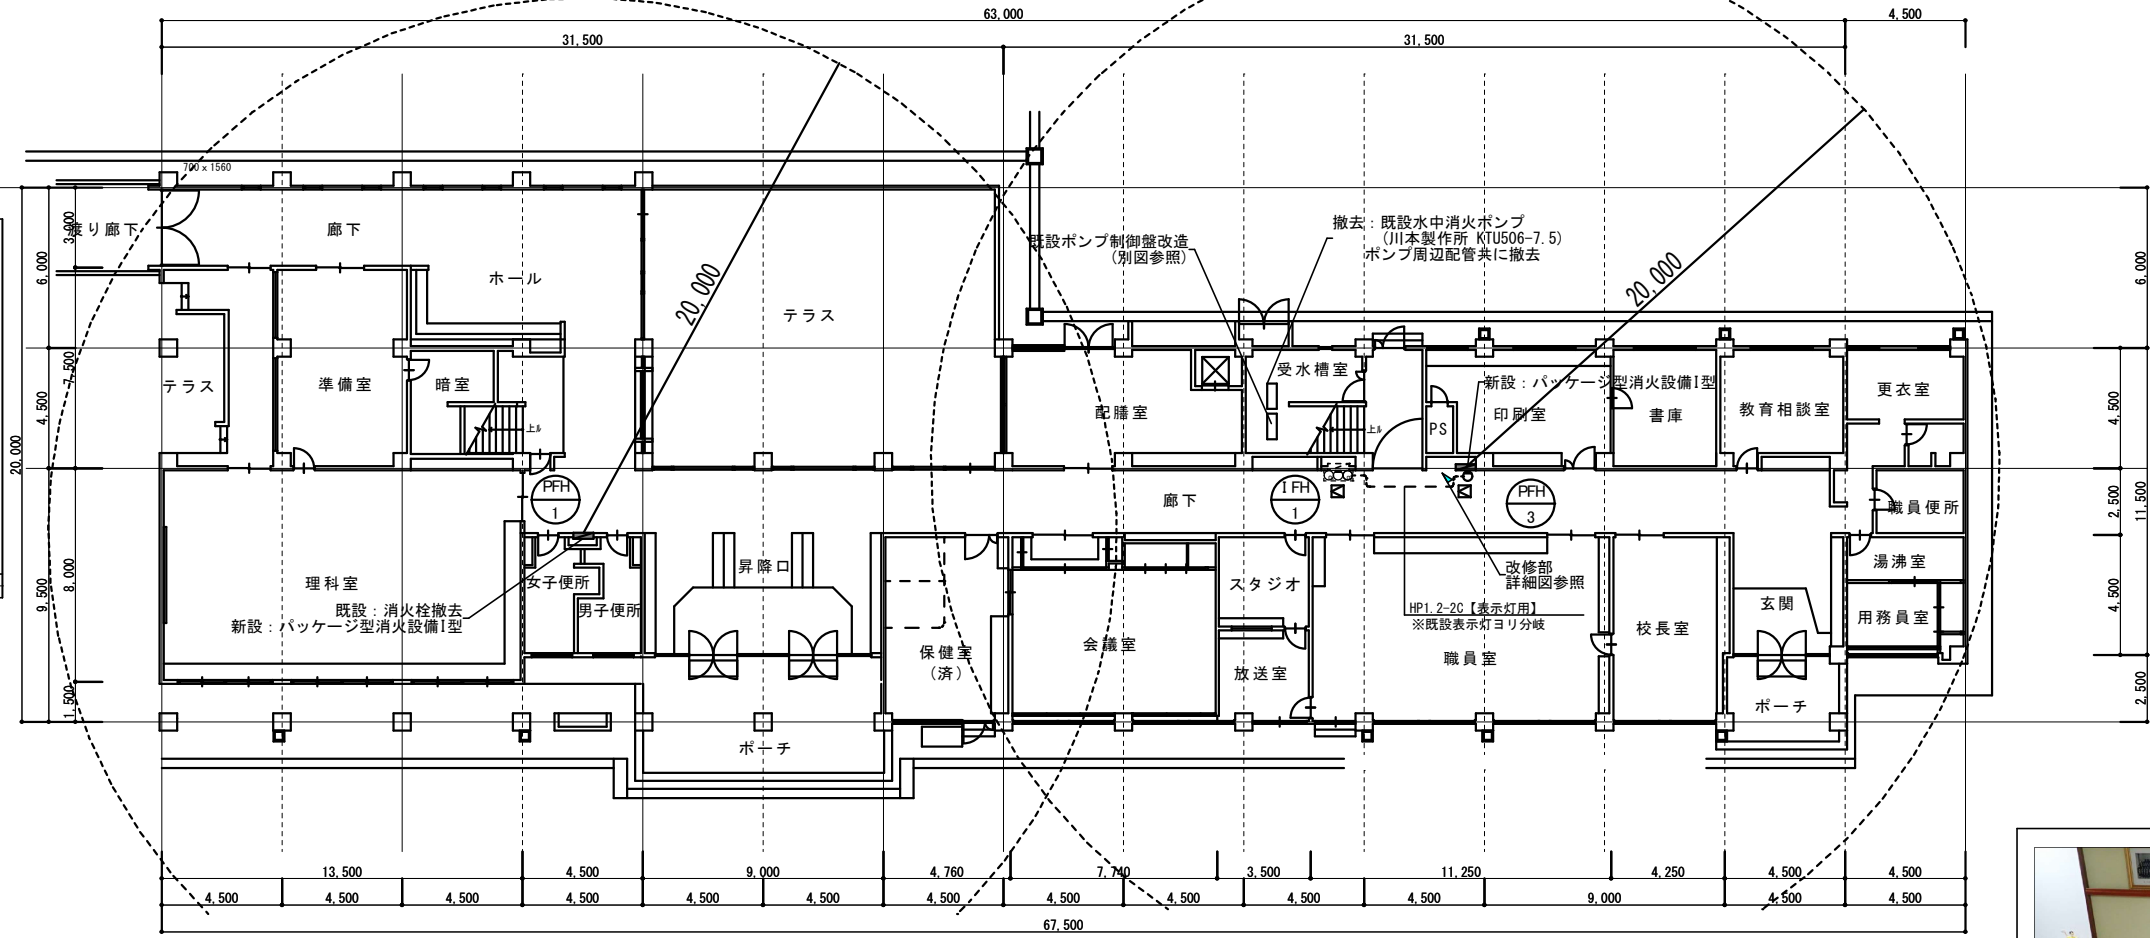 63,000
4,500
31,500
31,500
700 x 1560
渡り廊下
廊下
ホール
テラス
テラス
準備室
暗室
上ル
20,000
既設ポンプ制御盤改造
(別図参照)
撤去：既設水中消火ポンプ
(川本製作所 KTU506-7.5)
ポンプ周辺配管共に撤去
20,000
受水槽室
配膳室
上ル
PS
新設：パッケージ型消火設備Ⅰ型
印刷室
書庫
教育相談室
更衣室
3,000
6,000
7,500
4,500
20,000
8,000
9,500
1,500
6,000
4,500
2,500
11,500
4,500
2,500
PFH
1
廊下
IFH
1
PFH
3
職員便所
湯沸室
用務員室
理科室
女子便所
男子便所
既設：消火栓撤去
新設：パッケージ型消火設備Ⅰ型
昇降口
保健室
(済)
会議室
スタジオ
放送室
改修部
詳細図参照
HP1.2-2C【表示灯用】
※既設表示灯ヨリ分岐
職員室
校長室
玄関
ポーチ
ポーチ
13,500
4,500
9,000
4,760
7,740
3,500
11,250
4,250
4,500
4,500
4,500
4,500
4,500
4,500
4,500
4,500
4,500
4,500
4,500
4,500
4,500
9,000
4,500
4,500
67,500